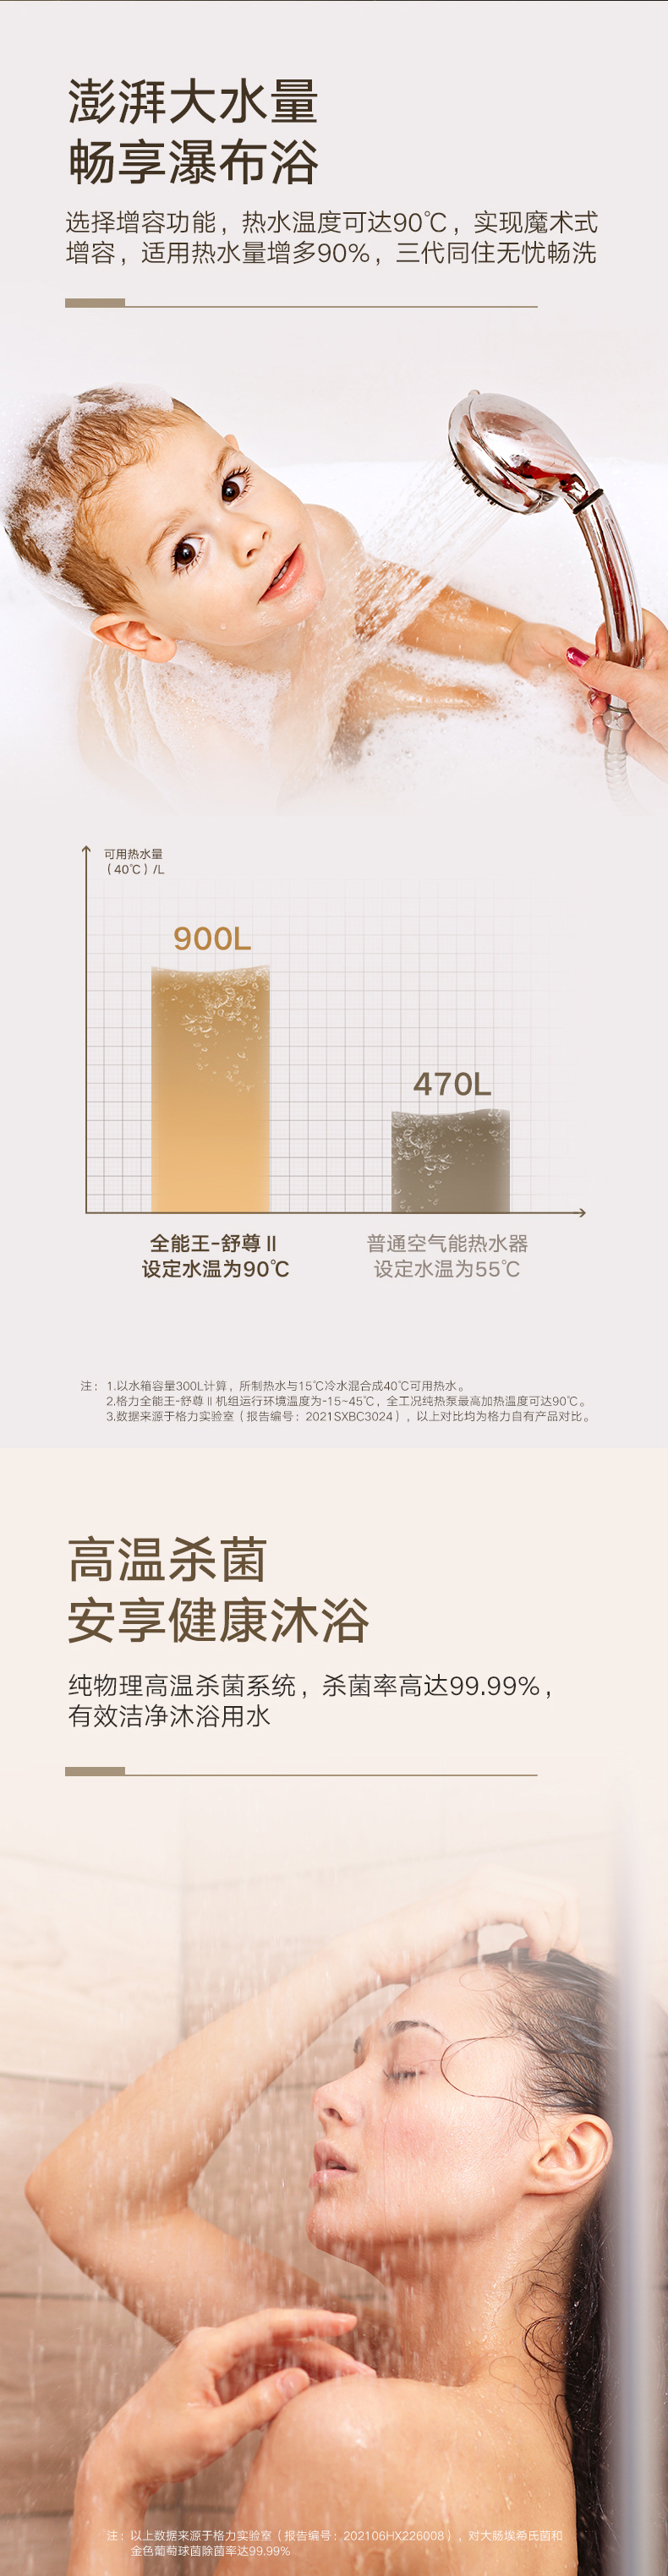 澎湃大水量
畅享瀑布浴
选择增容功能，热水温度可达90℃，实现魔术式
增容，适用热水量增多90%，三代同住无忧畅洗
可用热水量
（40℃）/L
900L
470L
全能王-舒尊Ⅱ
设定水温为90℃
普通空气能热水器
设定水温为55℃
注：1.以水箱容量300L计算，所制热水与15℃冷水混合成40℃可用热水。
2.格力全能王-舒尊Ⅱ机组运行环境温度为-15~45℃，全工况纯热泵最高加热温度可达90℃。
3.数据来源于格力实验室（报告编号：2021SXBC3024），以上对比均为格力自有产品对比。
高温杀菌
安享健康沐浴
纯物理高温杀菌系统，杀菌率高达99.99%，
有效洁净沐浴用水
注：以上数据来源于格力实验室（报告编号：202106HX226008），对大肠埃希氏菌和
金色葡萄球菌除菌率达99.99%